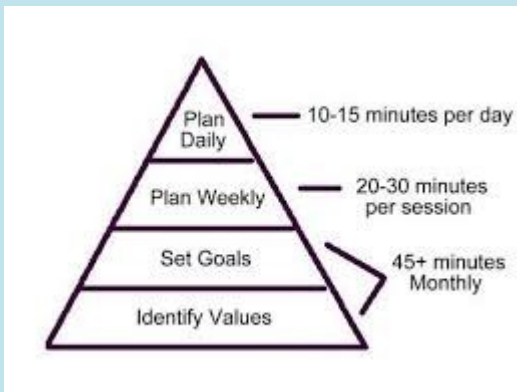 Plan
Daily
10-15 minutes per day
Plan Weekly
20-30 minutes
per session
Set Goals
45+ minutes
Monthly
Identify Values